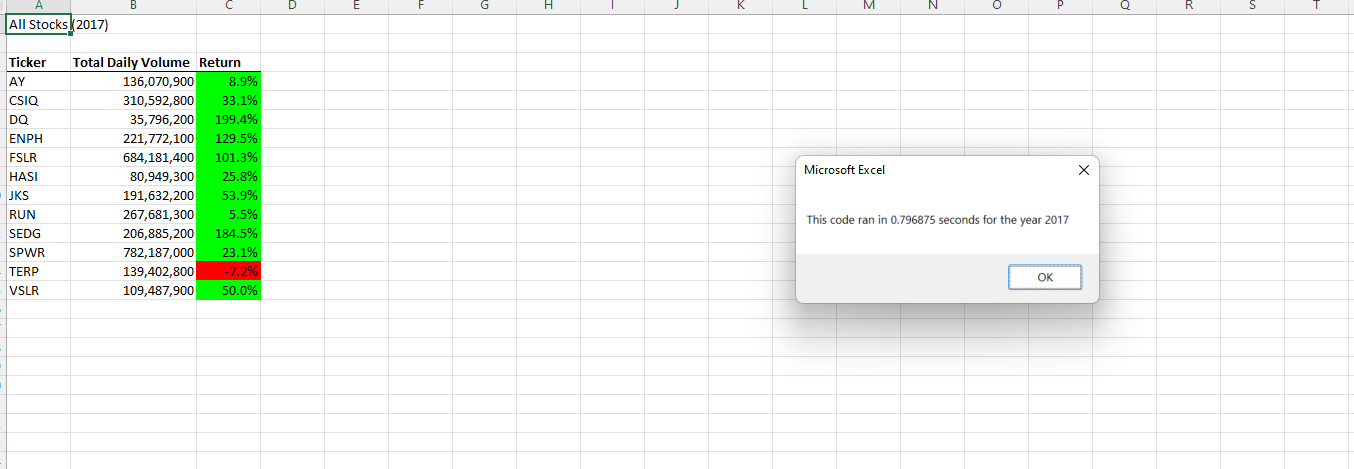 A B C D E F G H I J K L M N O P Q R S T
All Stocks (2017)
Ticker Total Daily Volume Return
AY 136,070,900 8.9%
CSIQ 310,592,800 33.1%
DQ 35,796,200 199.4%
ENPH 221,772,100 129.5%
FSLR 684,181,400 101.3%
HASI 80,949,300 25.8%
JKS 191,632,200 53.9%
RUN 267,681,300 5.5%
SEDG 206,885,200 184.5%
SPWR 782,187,000 23.1%
TERP 139,402,800 -7.2%
VSLR 109,487,900 50.0%
Microsoft Excel
This code ran in 0.796875 seconds for the year 2017
OK